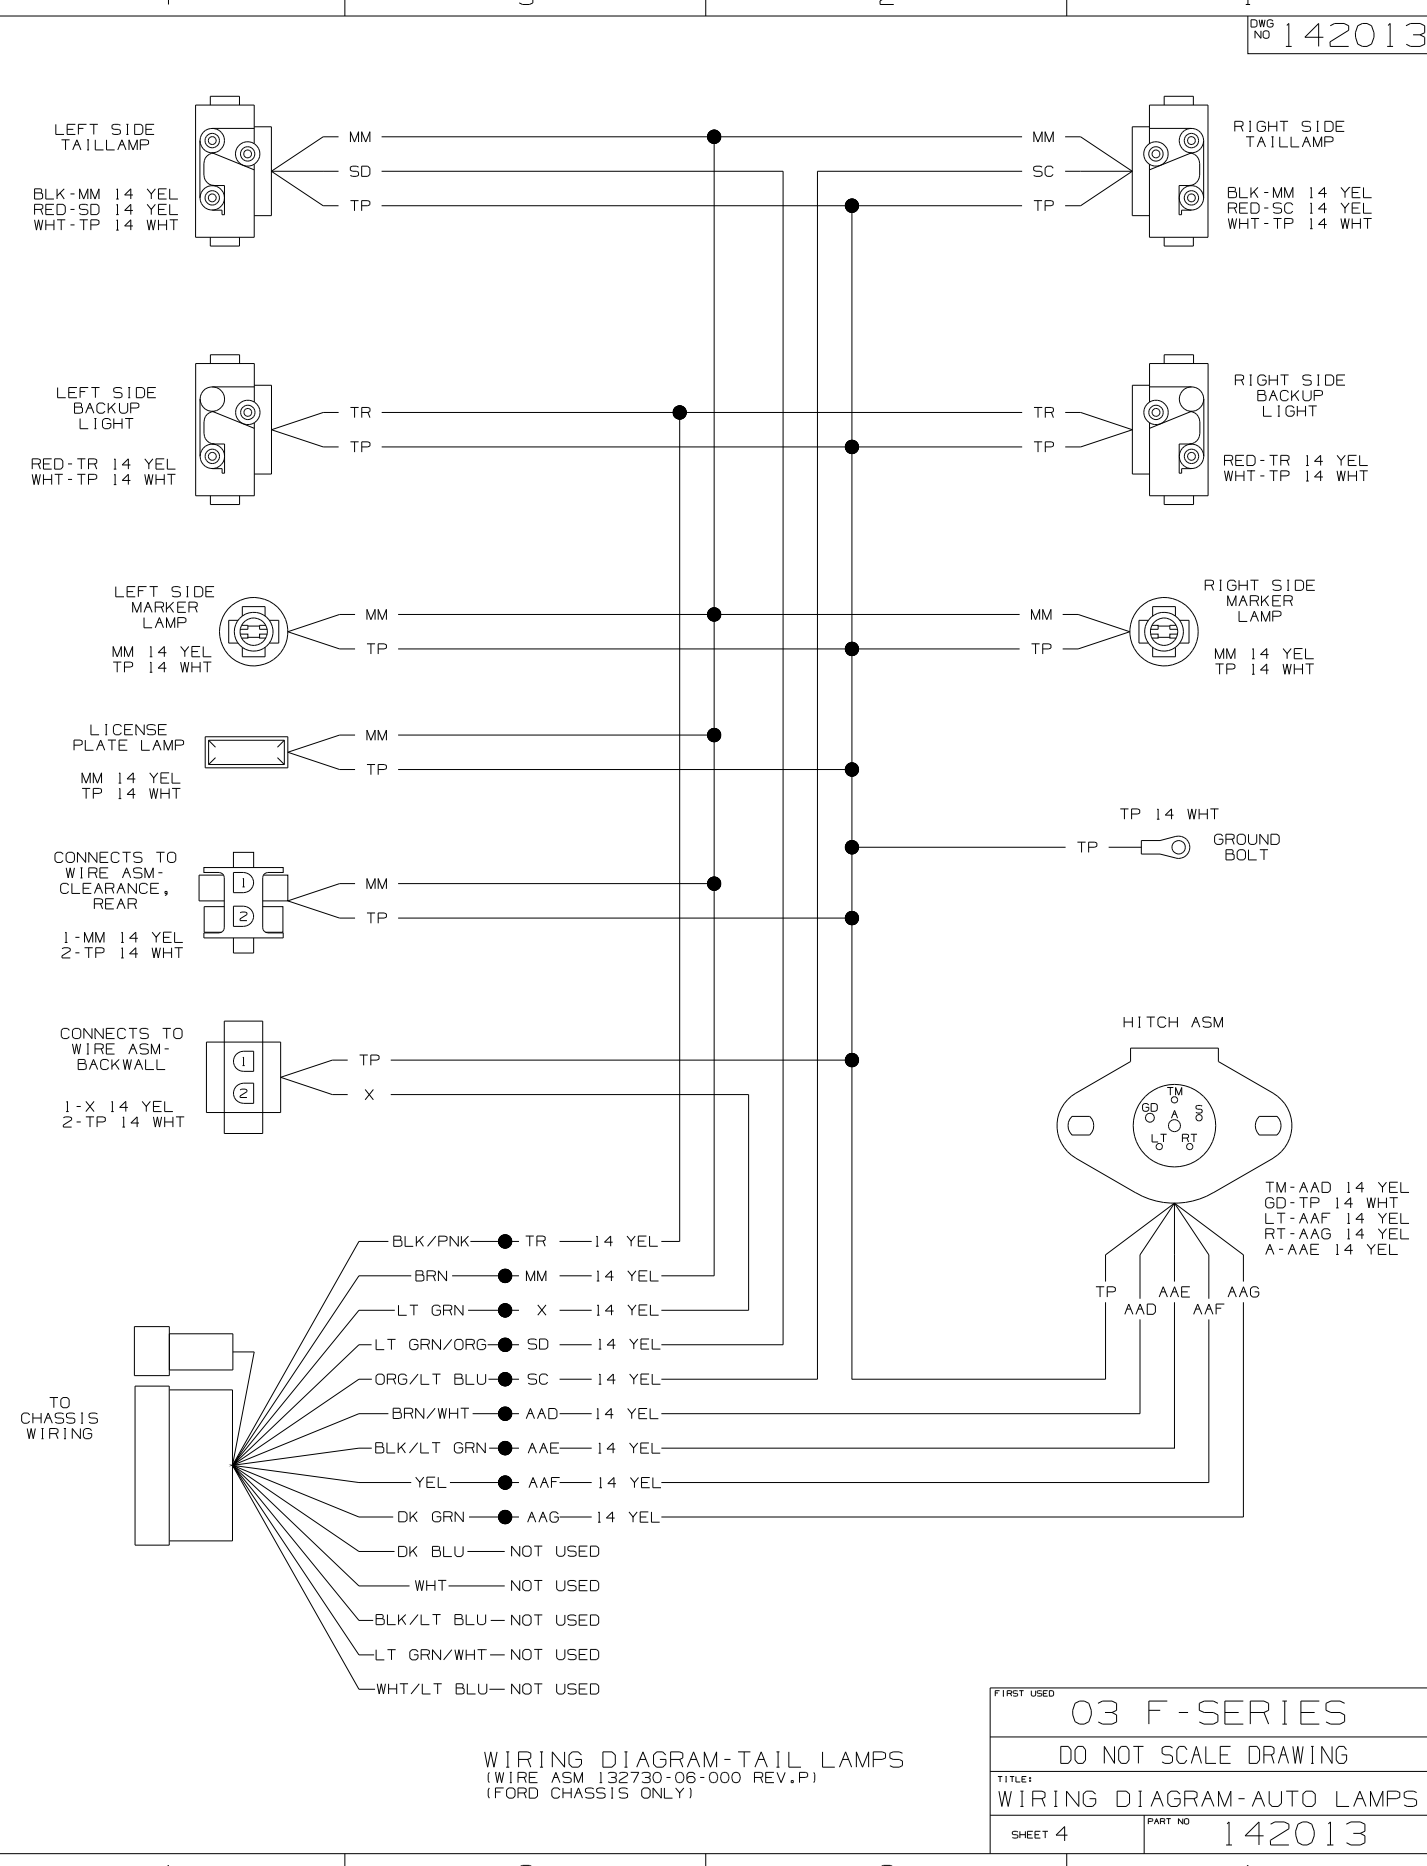 DWG NO 142013
LEFT SIDE
TAILLAMP
BLK-MM 14 YEL
RED-SD 14 YEL
WHT-TP 14 WHT
MM
SD
TP
MM
SC
TP
RIGHT SIDE
TAILLAMP
BLK-MM 14 YEL
RED-SC 14 YEL
WHT-TP 14 WHT
LEFT SIDE
BACKUP
LIGHT
RED-TR 14 YEL
WHT-TP 14 WHT
TR
TP
TR
TP
RIGHT SIDE
BACKUP
LIGHT
RED-TR 14 YEL
WHT-TP 14 WHT
LEFT SIDE
MARKER
LAMP
MM 14 YEL
TP 14 WHT
MM
TP
MM
TP
RIGHT SIDE
MARKER
LAMP
MM 14 YEL
TP 14 WHT
LICENSE
PLATE LAMP
MM 14 YEL
TP 14 WHT
MM
TP
TP 14 WHT
TP
GROUND
BOLT
CONNECTS TO
WIRE ASM-
CLEARANCE,
REAR
1-MM 14 YEL
2-TP 14 WHT
1
2
MM
TP
CONNECTS TO
WIRE ASM-
BACKWALL
1-X 14 YEL
2-TP 14 WHT
1
2
TP
X
HITCH ASM
TM
GD
A
S
LT
RT
TM-AAD 14 YEL
GD-TP 14 WHT
LT-AAF 14 YEL
RT-AAG 14 YEL
A-AAE 14 YEL
TP
AAD
AAE
AAF
AAG
TO
CHASSIS
WIRING
BLK/PNK TR 14 YEL
BRN MM 14 YEL
LT GRN X 14 YEL
LT GRN/ORG SD 14 YEL
ORG/LT BLU SC 14 YEL
BRN/WHT AAD 14 YEL
BLK/LT GRN AAE 14 YEL
YEL AAF 14 YEL
DK GRN AAG 14 YEL
DK BLU NOT USED
WHT NOT USED
BLK/LT BLU NOT USED
LT GRN/WHT NOT USED
WHT/LT BLU NOT USED
WIRING DIAGRAM-TAIL LAMPS
(WIRE ASM 132730-06-000 REV.P)
(FORD CHASSIS ONLY)
FIRST USED
03 F-SERIES
DO NOT SCALE DRAWING
TITLE:
WIRING DIAGRAM-AUTO LAMPS
SHEET 4
PART NO 142013